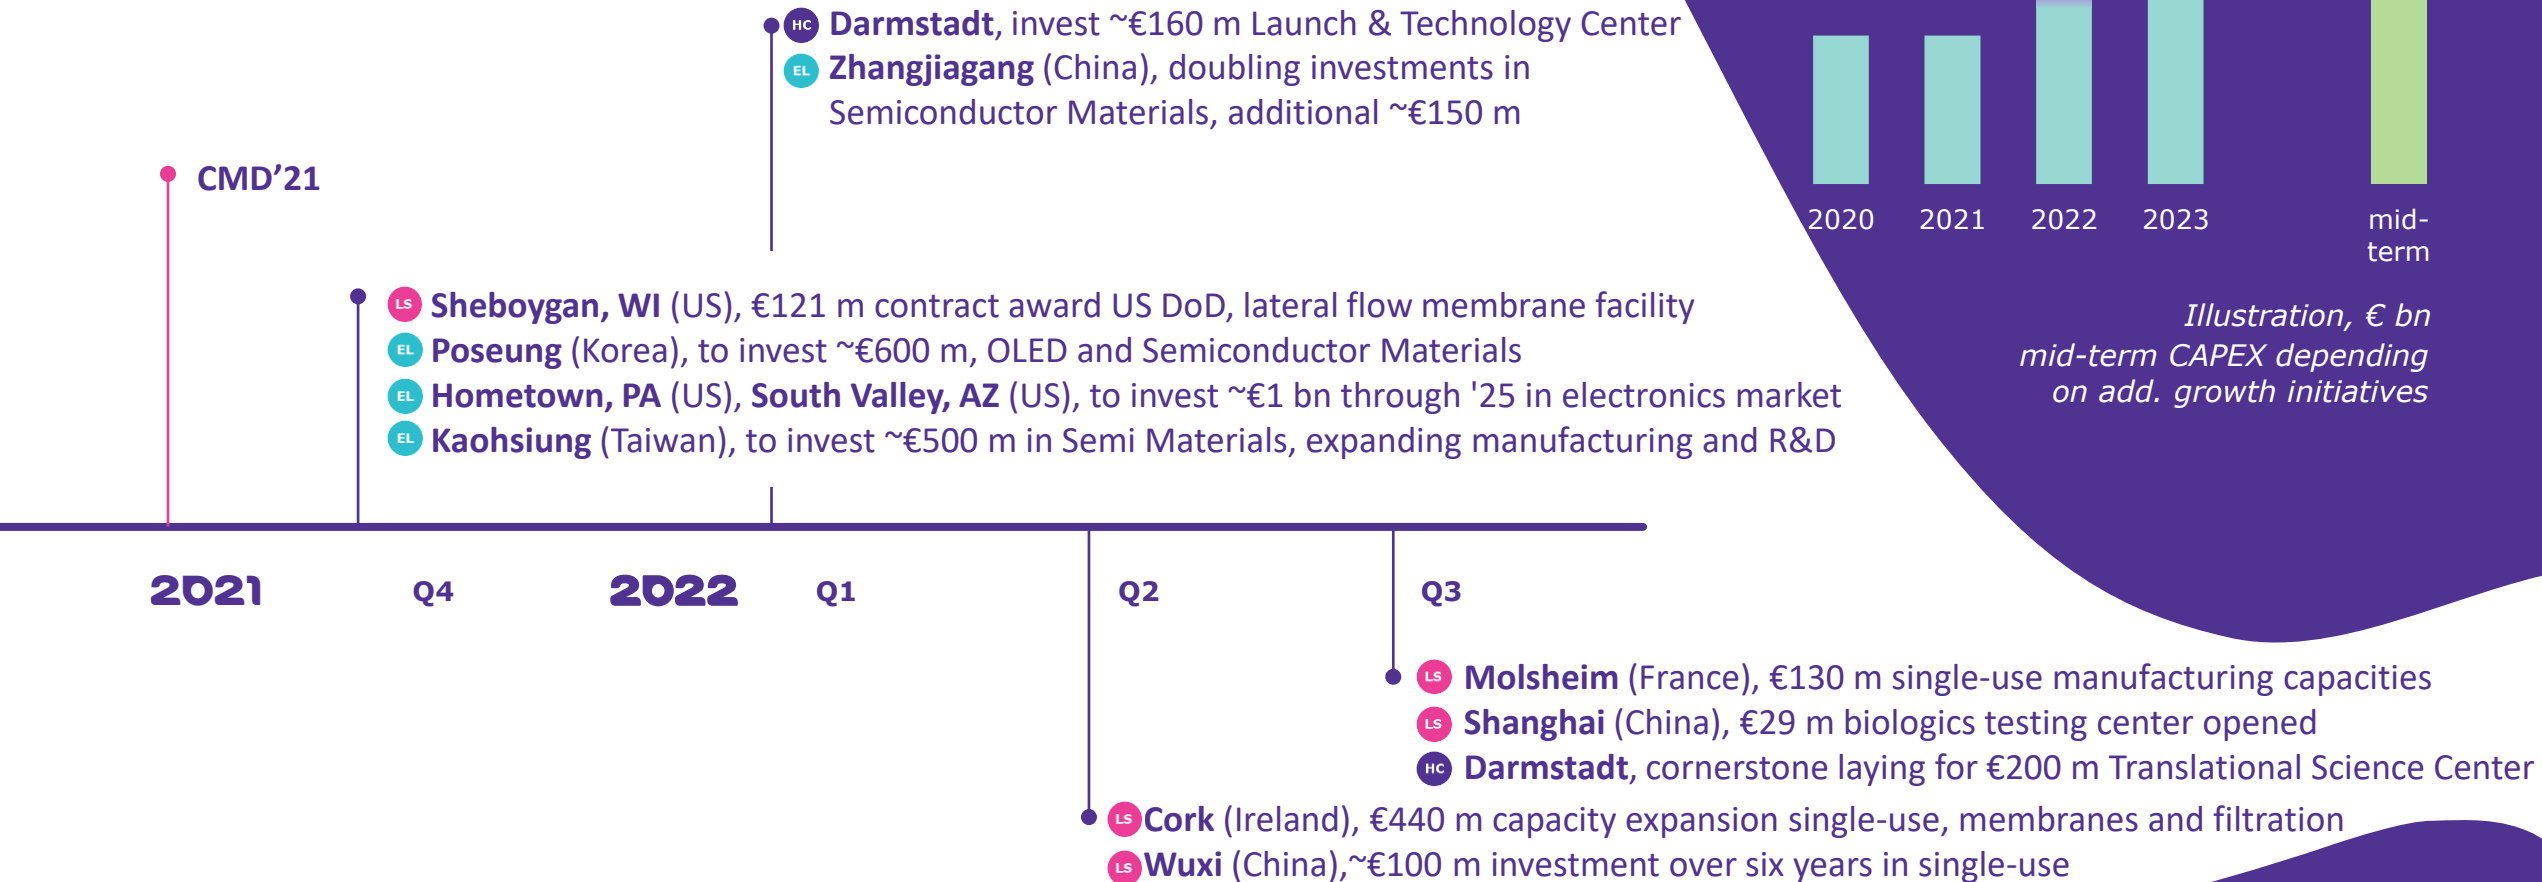 HC Darmstadt, invest ~€160 m Launch & Technology Center
EL Zhangjiagang (China), doubling investments in
Semiconductor Materials, additional ~€150 m
CMD’21
2020 2021 2022 2023 mid-
term
Illustration, € bn
mid-term CAPEX depending
on add. growth initiatives
LS Sheboygan, WI (US), €121 m contract award US DoD, lateral flow membrane facility
EL Poseung (Korea), to invest ~€600 m, OLED and Semiconductor Materials
EL Hometown, PA (US), South Valley, AZ (US), to invest ~€1 bn through '25 in electronics market
EL Kaohsiung (Taiwan), to invest ~€500 m in Semi Materials, expanding manufacturing and R&D
2021 Q4 2022 Q1 Q2 Q3
LS Molsheim (France), €130 m single-use manufacturing capacities
LS Shanghai (China), €29 m biologics testing center opened
HC Darmstadt, cornerstone laying for €200 m Translational Science Center
LS Cork (Ireland), €440 m capacity expansion single-use, membranes and filtration
LS Wuxi (China),~€100 m investment over six years in single-use